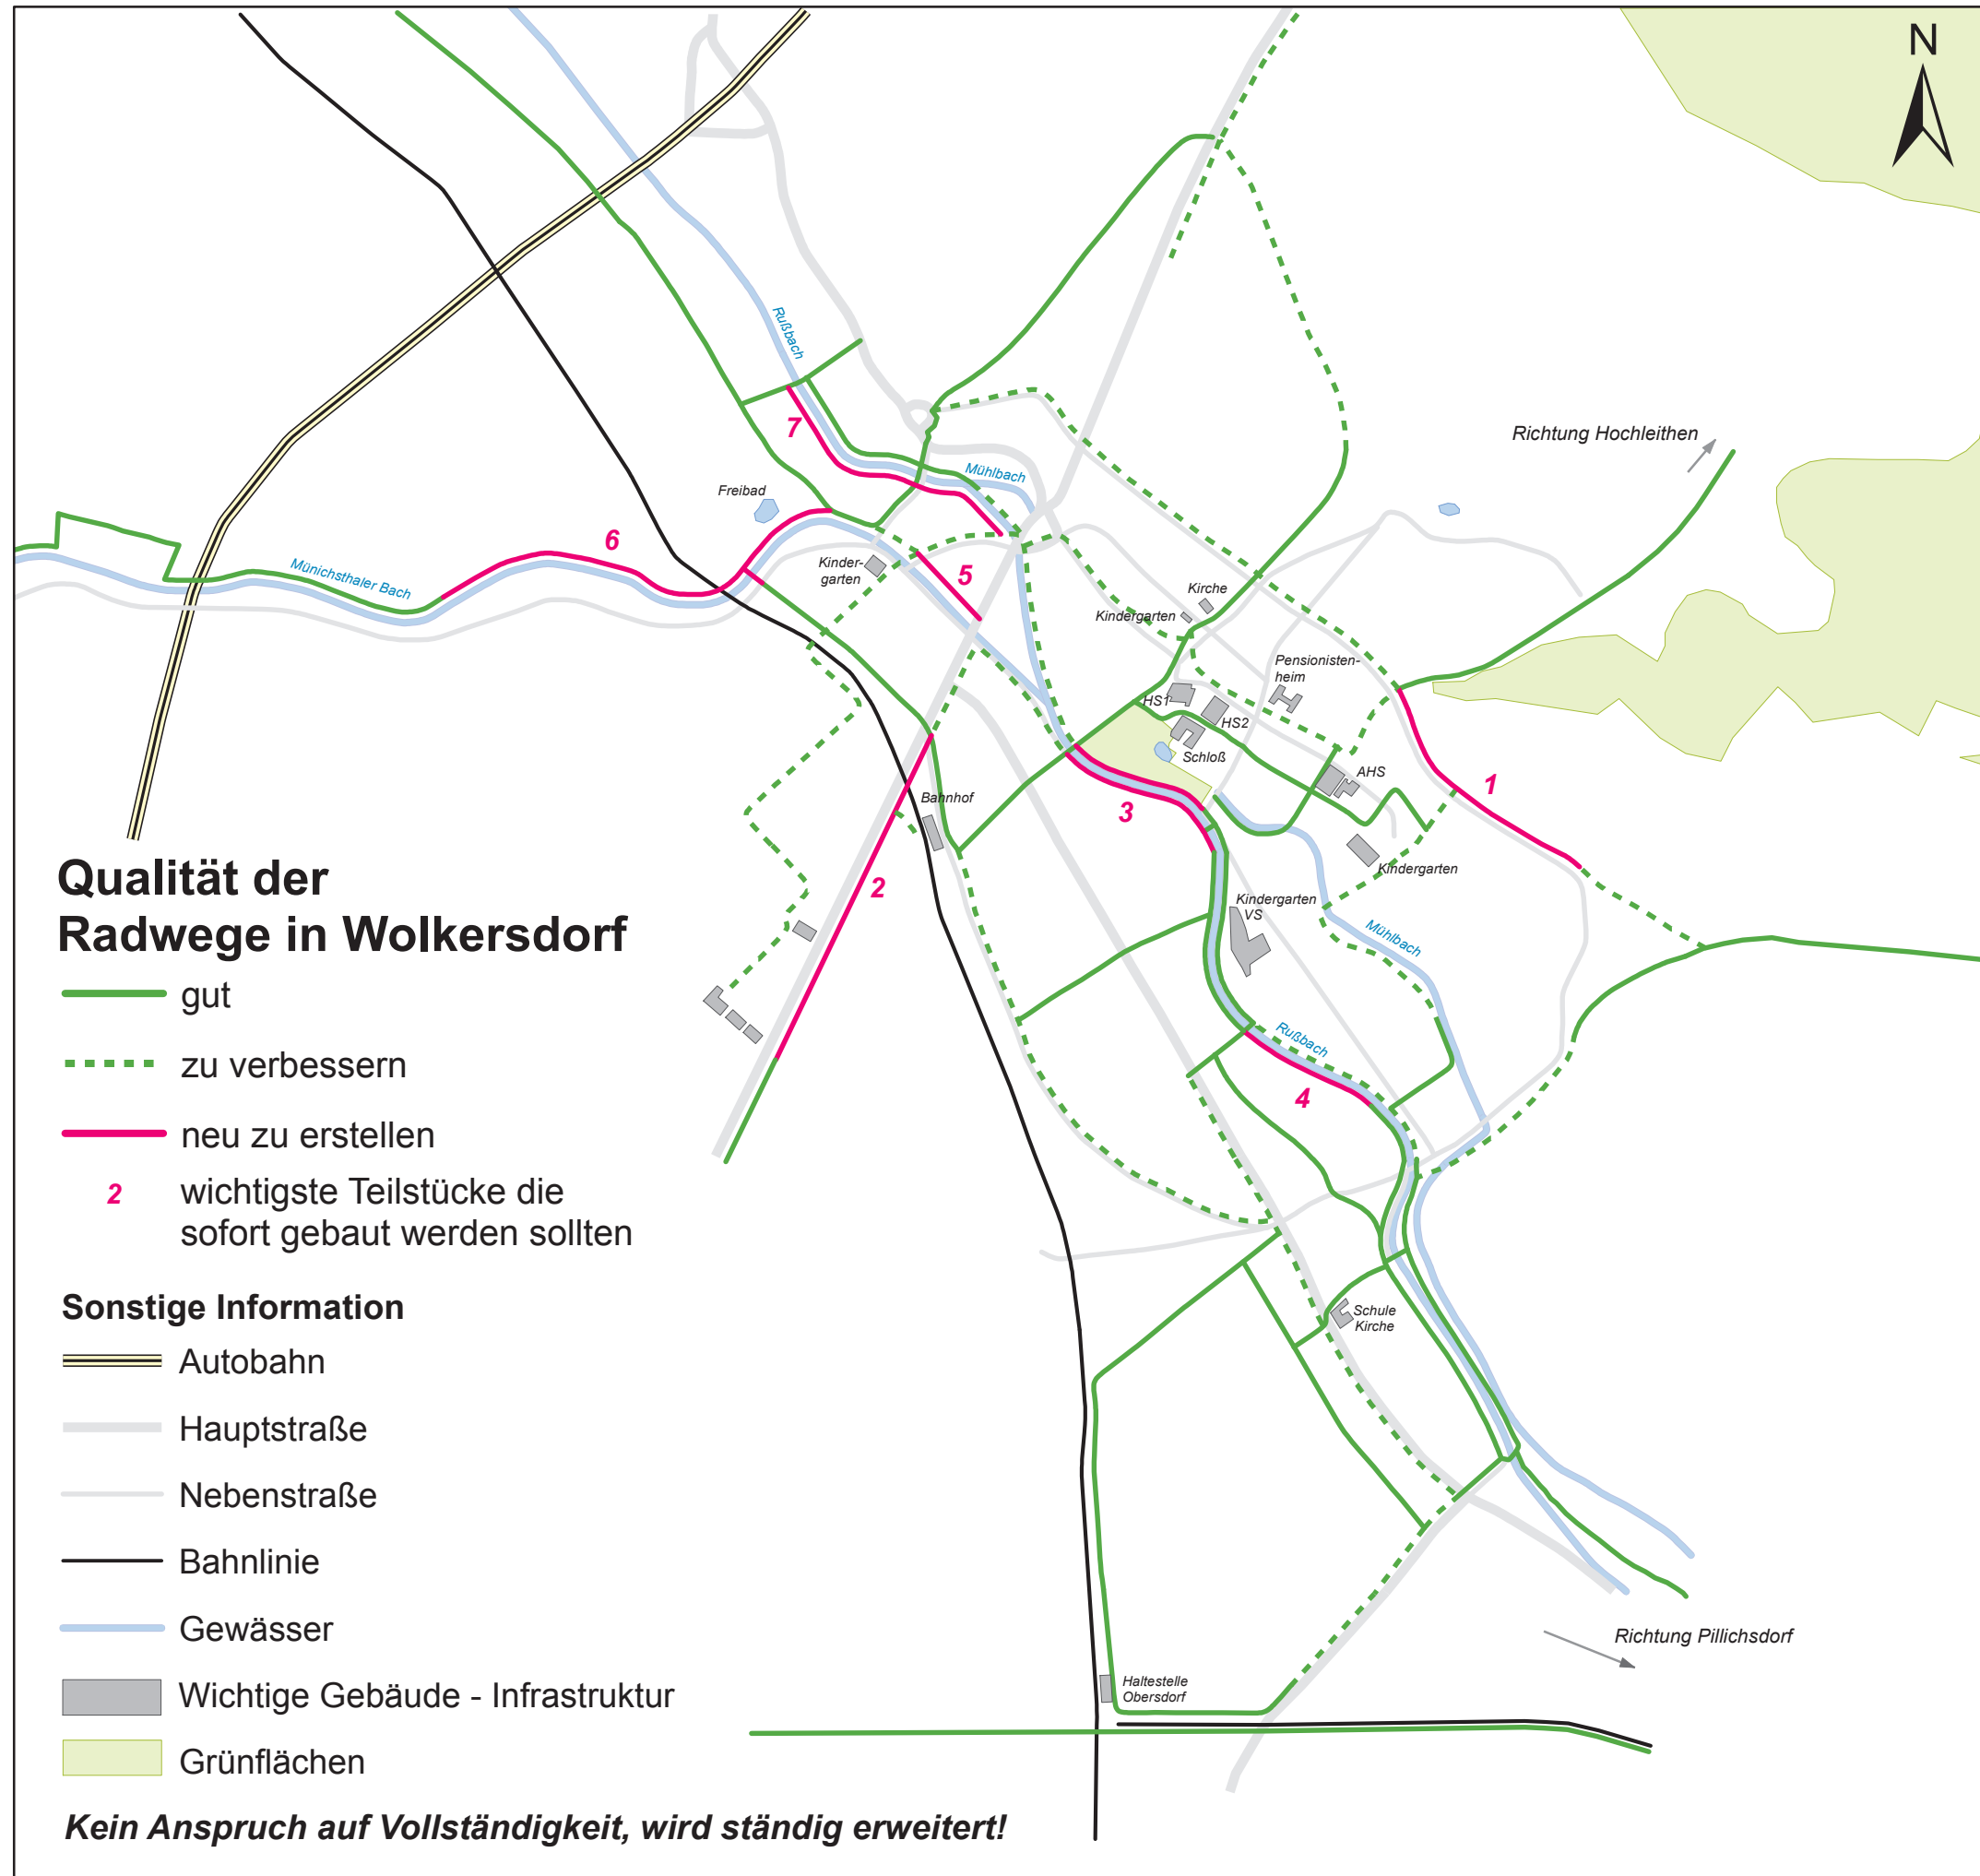 N
Rußbach
Richtung Hochleithen
7
Mühlbach
Freibad
6
Münichsthaler Bach
Kinder-
garten
5
Kirche
Kindergarten
Pensionisten-
heim
HS1
HS2
Schloß
AHS
1
Bahnhof
3
Kindergarten
2
Kindergarten
VS
Mühlbach
Rußbach
4
Schule
Kirche
Richtung Pillichsdorf
Haltestelle
Obersdorf
Qualität der
Radwege in Wolkersdorf
gut
zu verbessern
neu zu erstellen
2 wichtigste Teilstücke die
sofort gebaut werden sollten
Sonstige Information
Autobahn
Hauptstraße
Nebenstraße
Bahnlinie
Gewässer
Wichtige Gebäude - Infrastruktur
Grünflächen
Kein Anspruch auf Vollständigkeit, wird ständig erweitert!